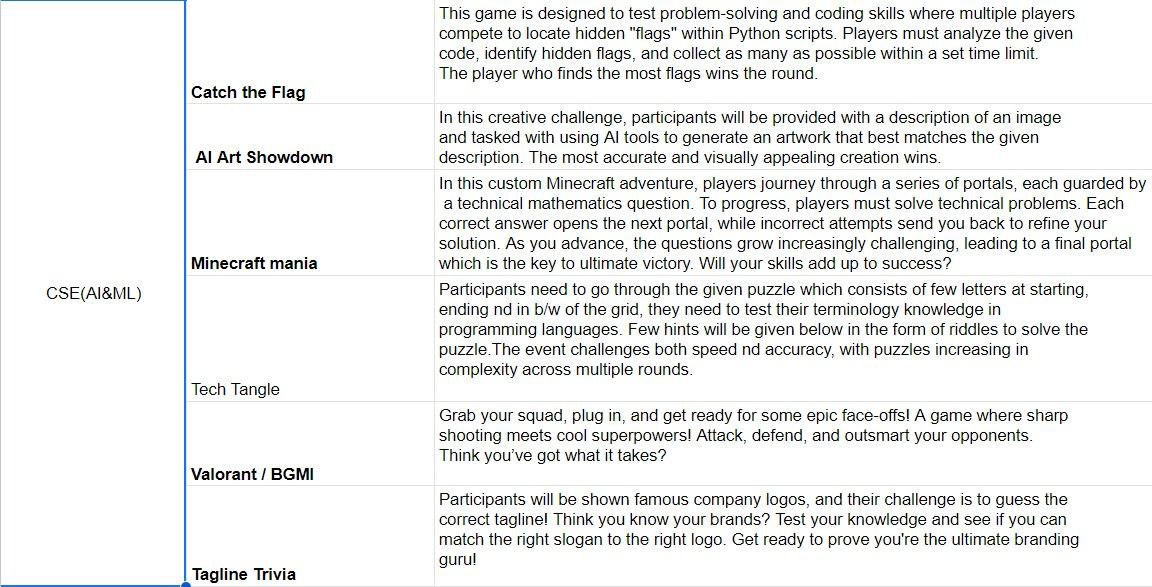 This game is designed to test problem-solving and coding skills where multiple players
compete to locate hidden "flags" within Python scripts. Players must analyze the given
code, identify hidden flags, and collect as many as possible within a set time limit.
The player who finds the most flags wins the round.
Catch the Flag
In this creative challenge, participants will be provided with a description of an image
and tasked with using AI tools to generate an artwork that best matches the given
description. The most accurate and visually appealing creation wins.
AI Art Showdown
In this custom Minecraft adventure, players journey through a series of portals, each guarded by
a technical mathematics question. To progress, players must solve technical problems. Each
correct answer opens the next portal, while incorrect attempts send you back to refine your
solution. As you advance, the questions grow increasingly challenging, leading to a final portal
which is the key to ultimate victory. Will your skills add up to success?
Minecraft mania
CSE(AI&ML)
Participants need to go through the given puzzle which consists of few letters at starting,
ending nd in b/w of the grid, they need to test their terminology knowledge in
programming languages. Few hints will be given below in the form of riddles to solve the
puzzle.The event challenges both speed nd accuracy, with puzzles increasing in
complexity across multiple rounds.
Tech Tangle
Grab your squad, plug in, and get ready for some epic face-offs! A game where sharp
shooting meets cool superpowers! Attack, defend, and outsmart your opponents.
Think you’ve got what it takes?
Valorant / BGMI
Participants will be shown famous company logos, and their challenge is to guess the
correct tagline! Think you know your brands? Test your knowledge and see if you can
match the right slogan to the right logo. Get ready to prove you're the ultimate branding
guru!
Tagline Trivia